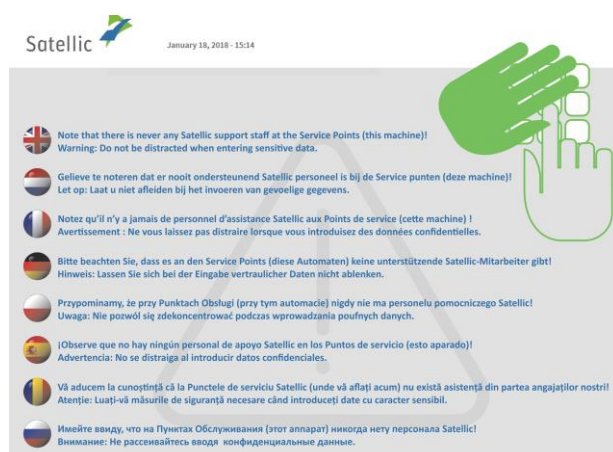 Satellic
January 18, 2018 - 15:14
Note that there is never any Satellic support staff at the Service Points (this machine)!
Warning: Do not be distracted when entering sensitive data.
Gelieve te noteren dat er nooit ondersteunend Satellic personeel is bij de Service punten (deze machine)!
Let op: Laat u niet afleiden bij het invoeren van gevoelige gegevens.
Notez qu'il n'y a jamais de personnel d'assistance Satellic aux Points de service (cette machine) !
Avertissement : Ne vous laissez pas distraire lorsque vous introduisez des données confidentielles.
Bitte beachten Sie, dass es an den Service Points (diese Automaten) keine unterstützende Satellic-Mitarbeiter gibt!
Hinweis: Lassen Sie sich bei der Eingabe vertraulicher Daten nicht ablenken.
Przypominamy, że przy Punktach Obsługi (przy tym automacie) nigdy nie ma personelu pomocniczego Satellic!
Uwaga: Nie pozwól się zdekoncentrować podczas wprowadzania poufnych danych.
¡Observe que no hay ningún personal de apoyo Satellic en los Puntos de servicio (esto aparado)!
Advertencia: No se distraiga al introducir datos confidenciales.
Vă aducem la cunoștință că la Punctele de serviciu Satellic (unde vă aflați acum) nu există asistență din partea angajaților noștri!
Atenție: Luați-vă măsurile de siguranță necesare când introduceți date cu caracter sensibil.
Имейте ввиду, что на Пунктах Обслуживания (этот аппарат) никогда нету персонала Satellic!
Внимание: Не рассеивайтесь вводя конфиденциальные данные.